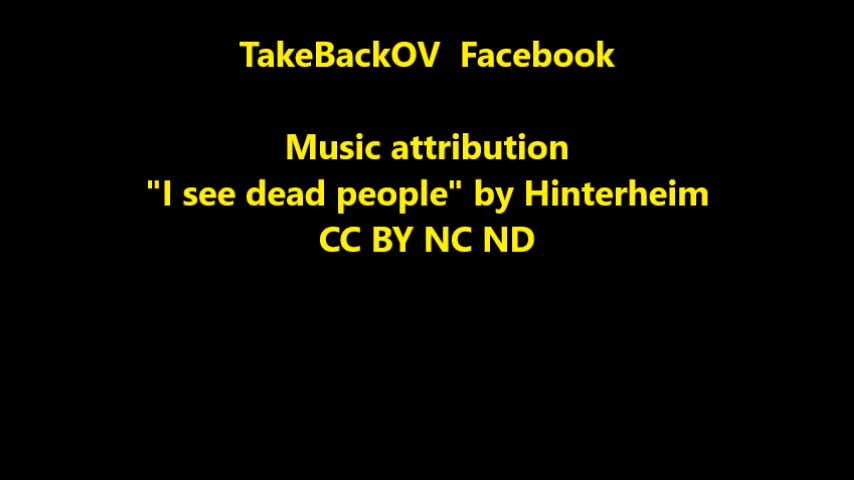 TakeBackOV  Facebook
Music attribution
"I see dead people" by Hinterheim
CC BY NC ND